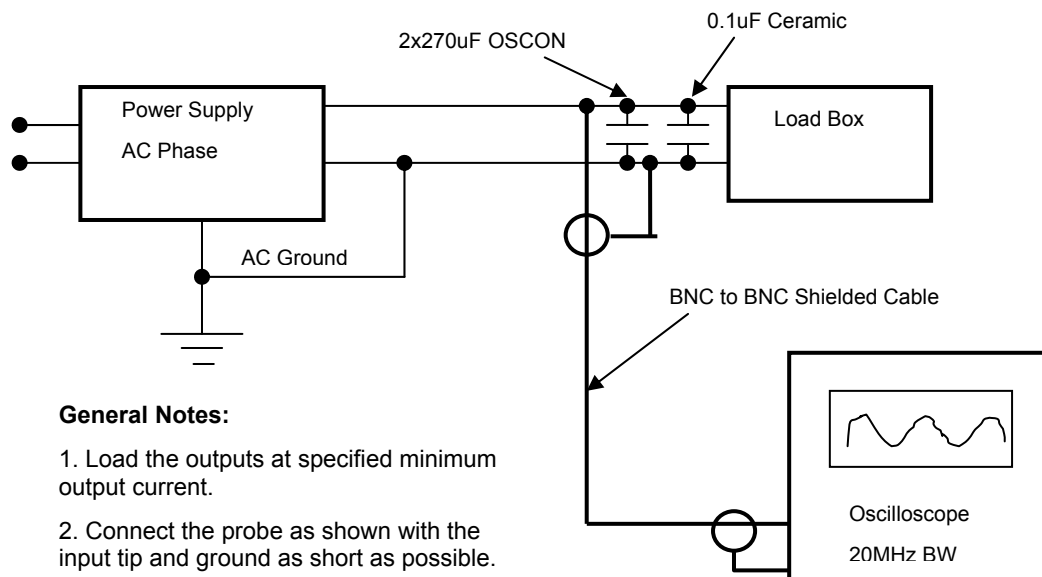 0.1uF Ceramic
2x270uF OSCON
Power Supply
AC Phase
Load Box
AC Ground
BNC to BNC Shielded Cable
General Notes:
1. Load the outputs at specified minimum
output current.
2. Connect the probe as shown with the
input tip and ground as short as possible.
Oscilloscope
20MHz BW